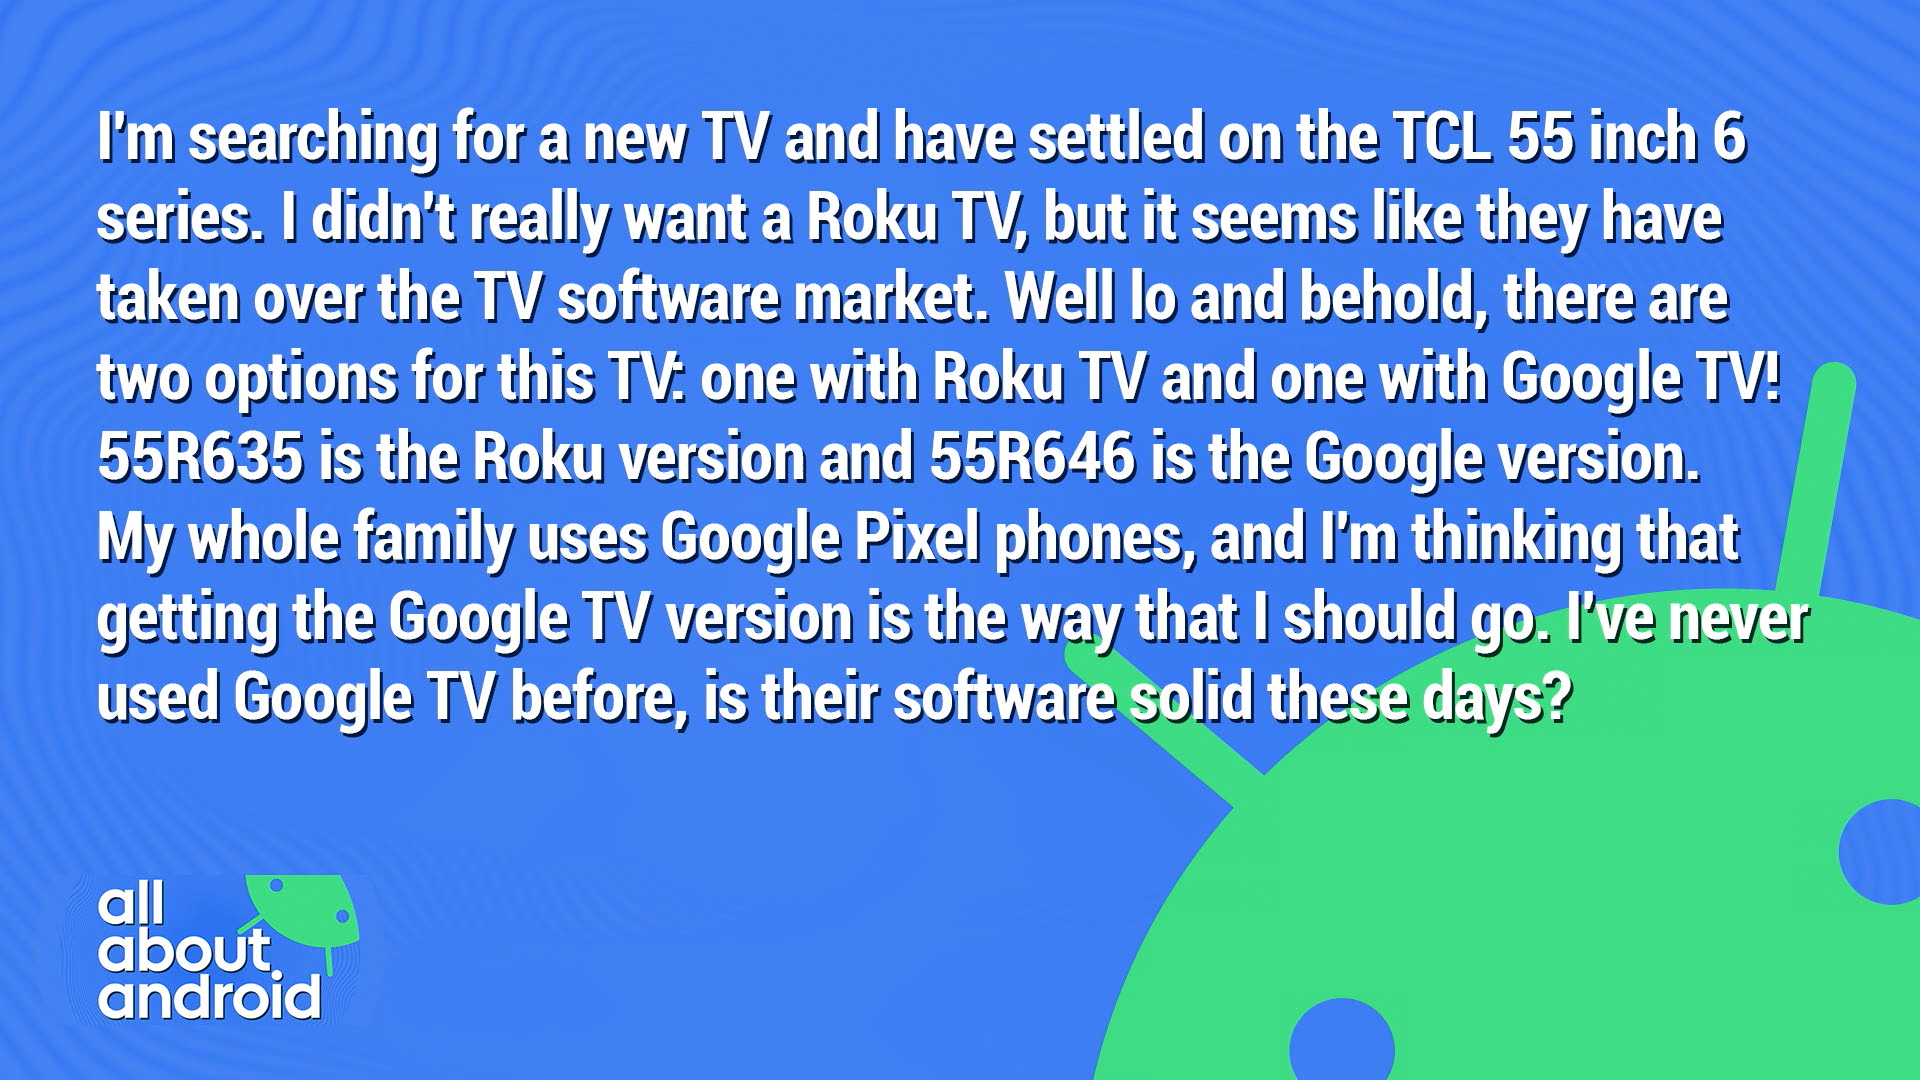 I'm searching for a new TV and have settled on the TCL 55 inch 6
series. I didn't really want a Roku TV, but it seems like they have
taken over the TV software market. Well lo and behold, there are
two options for this TV: one with Roku TV and one with Google TV!
55R635 is the Roku version and 55R646 is the Google version.
My whole family uses Google Pixel phones, and I'm thinking that
getting the Google TV version is the way that I should go. I've never
used Google TV before, is their software solid these days?
all
about
android